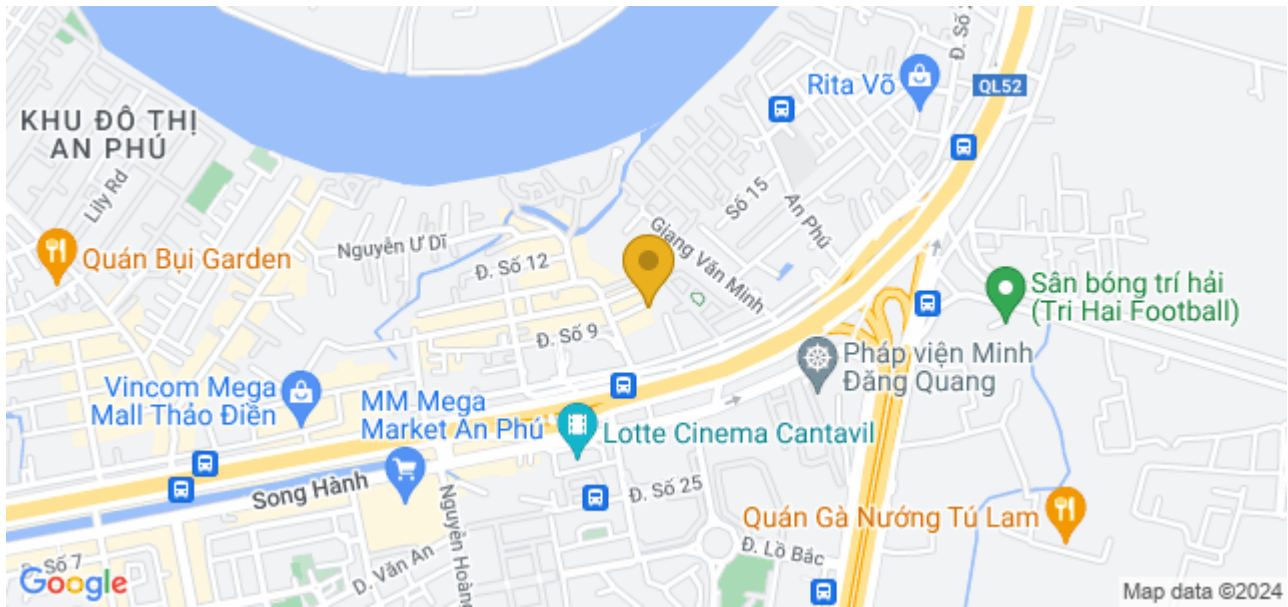 Rita Võ
QL52
KHU ĐÔ THỊ
AN PHÚ
Lily Rd
Số 15
An Phú
Giang Văn Minh
Nguyễn Ư Dĩ
Quán Bụi Garden
Đ. Số 12
Sân bóng trí hải
(Tri Hai Football)
Đ. Số 9
Pháp viện Minh
Đăng Quang
Vincom Mega
Mall Thảo Điền
MM Mega
Market An Phú
Lotte Cinema Cantavil
Song Hành
Đ. Số 25
Nguyễn Hoàng
Quán Gà Nướng Tú Lam
Đ. Lồ Bắc
D. Văn An
Đ. Số 7
Google
Map data ©2024